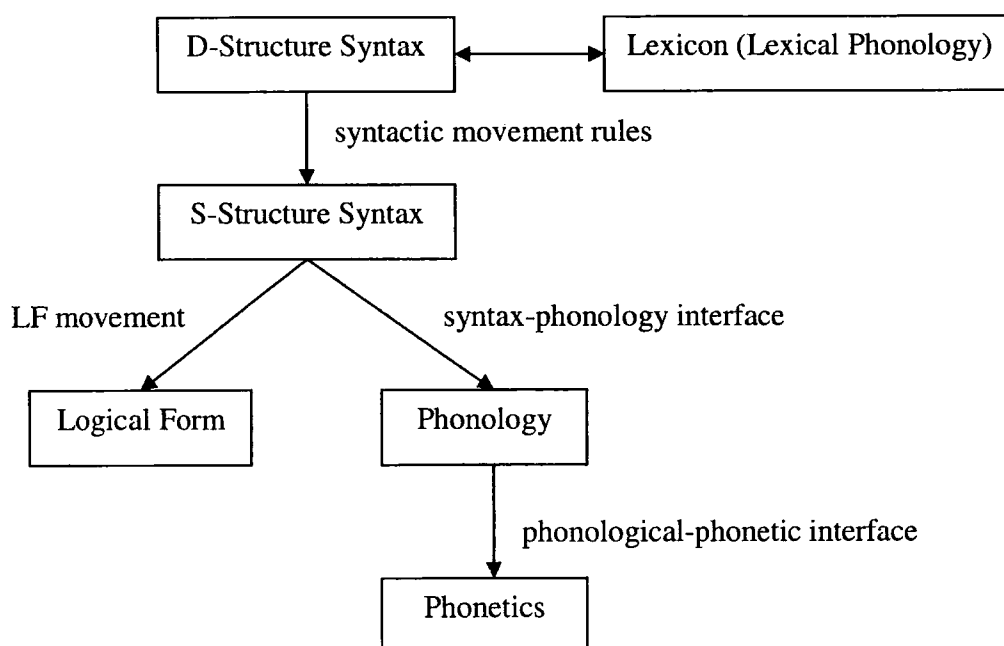 D-Structure Syntax
Lexicon (Lexical Phonology)
syntactic movement rules
S-Structure Syntax
LF movement
syntax-phonology interface
Logical Form
Phonology
phonological-phonetic interface
Phonetics